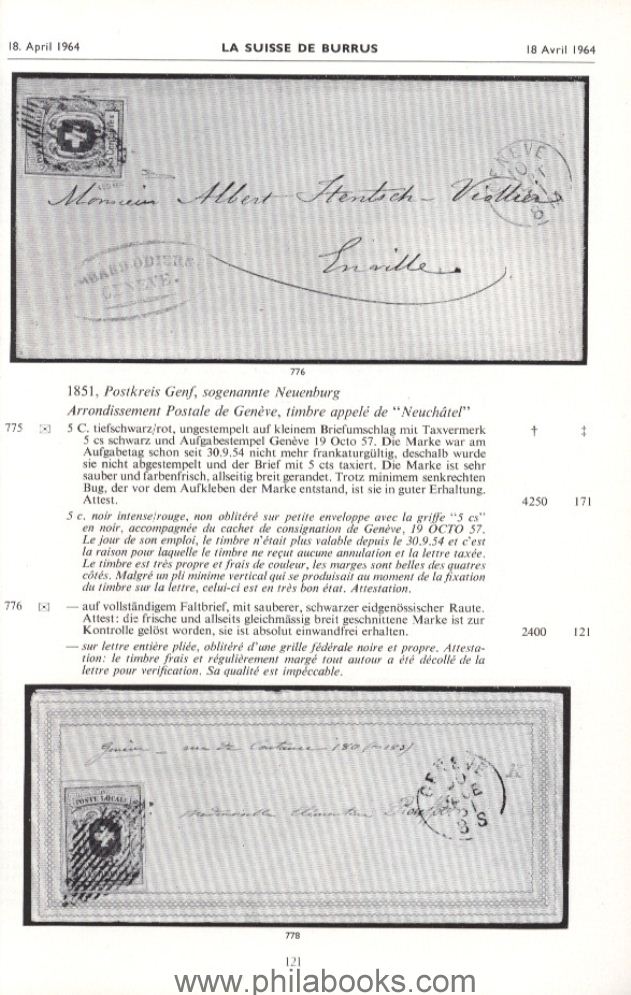 18. April 1964 LA SUISSE DE BURRUS 18 Avril 1964
GENÈVE
Monsieur Albert Hentsch-
Enville
GENÈVE.
776
1851, Postkreis Genf, sogenannte Neuenburg
Arrondissement Postale de Genève, timbre appelé de "Neuchâtel"
775 5 C. tiefschwarz/rot, ungestempelt auf kleinem Briefumschlag mit Taxvermerk † ‡
5 cs schwarz und Aufgabestempel Genève 19 Octo 57. Die Marke war am
Aufgabetag schon seit 30.9.54 nicht mehr frankaturgültig, deschalb wurde
sie nicht abgestempelt und der Brief mit 5 cts taxiert. Die Marke ist sehr
sauber und farbenfrisch, allseitig breit gerandet. Trotz minimem senkrechten
Bug, der vor dem Aufkleben der Marke entstand, ist sie in guter Erhaltung.
Attest. 4250 171
5 c. noir intense/rouge, non oblitéré sur petite enveloppe avec la griffe "5 cs"
en noir, accompagnée du cachet de consignation de Genève, 19 OCTO 57.
Le jour de son emploi, le timbre n'était plus valable depuis le 30.9.54 et c'est
la raison pour laquelle le timbre ne reçut aucune annulation et la lettre taxée.
Le timbre est très propre et frais de couleur, les marges sont belles des quatres
côtés. Malgré un pli minime vertical qui se produisait au moment de la fixation
du timbre sur la lettre, celui-ci est en très bon état. Attestation.
776 — auf vollständigem Faltbrief, mit sauberer, schwarzer eidgenössischer Raute.
Attest: die frische und allseits gleichmässig breit geschnittene Marke ist zur
Kontrolle gelöst worden, sie ist absolut einwandfrei erhalten. 2400 121
— sur lettre entière pliée, oblitéré d'une grille fédérale noire et propre. Attesta-
tion: le timbre frais et régulièrement margé tout autour a été décollé de la
lettre pour verification. Sa qualité est impéccable.
GENÈVE
POSTE LOCALE
778
121
www.philabooks.com